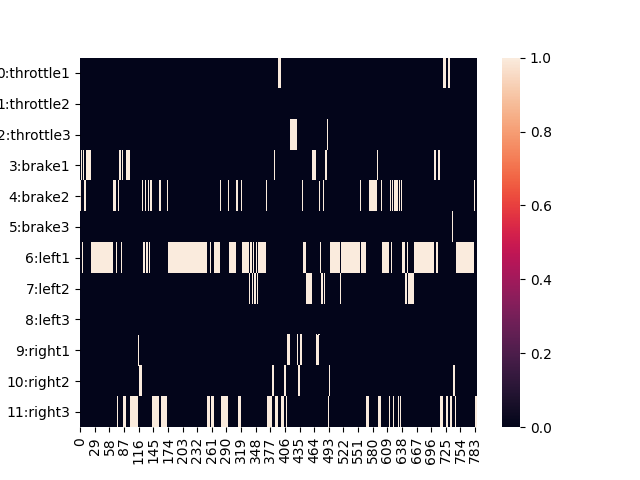 0:throttle1
1:throttle2
2:throttle3
3:brake1
4:brake2
5:brake3
6:left1
7:left2
8:left3
9:right1
10:right2
11:right3
0 29 58 87 116 145 174 203 232 261 290 319 348 377 406 435 464 493 522 551 580 609 638 667 696 725 754 783
1.0
0.8
0.6
0.4
0.2
0.0